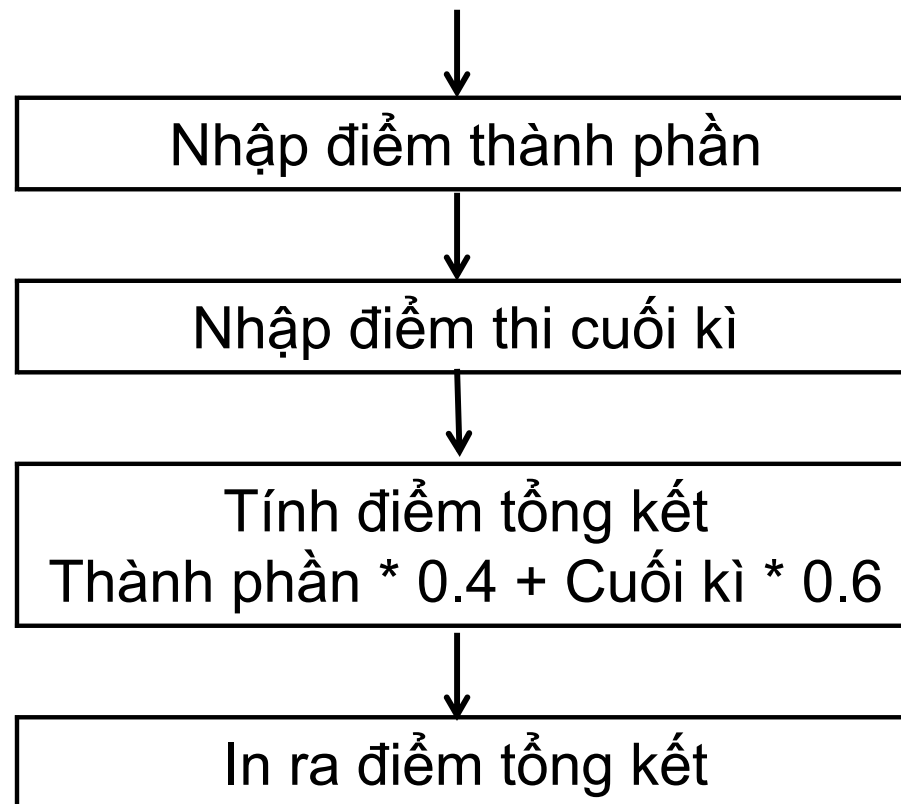 Nhập điểm thành phần
Nhập điểm thi cuối kì
Tính điểm tổng kết
Thành phần * 0.4 + Cuối kì * 0.6
In ra điểm tổng kết